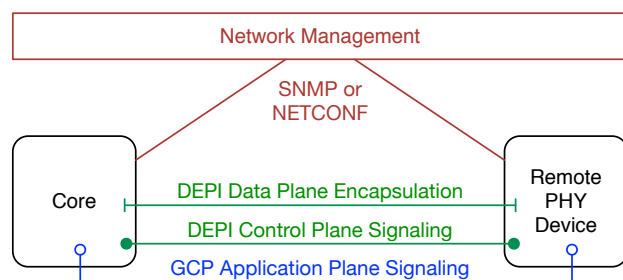 Network Management
SNMP or
NETCONF
Core
DEPI Data Plane Encapsulation
DEPI Control Plane Signaling
GCP Application Plane Signaling
Remote
PHY
Device